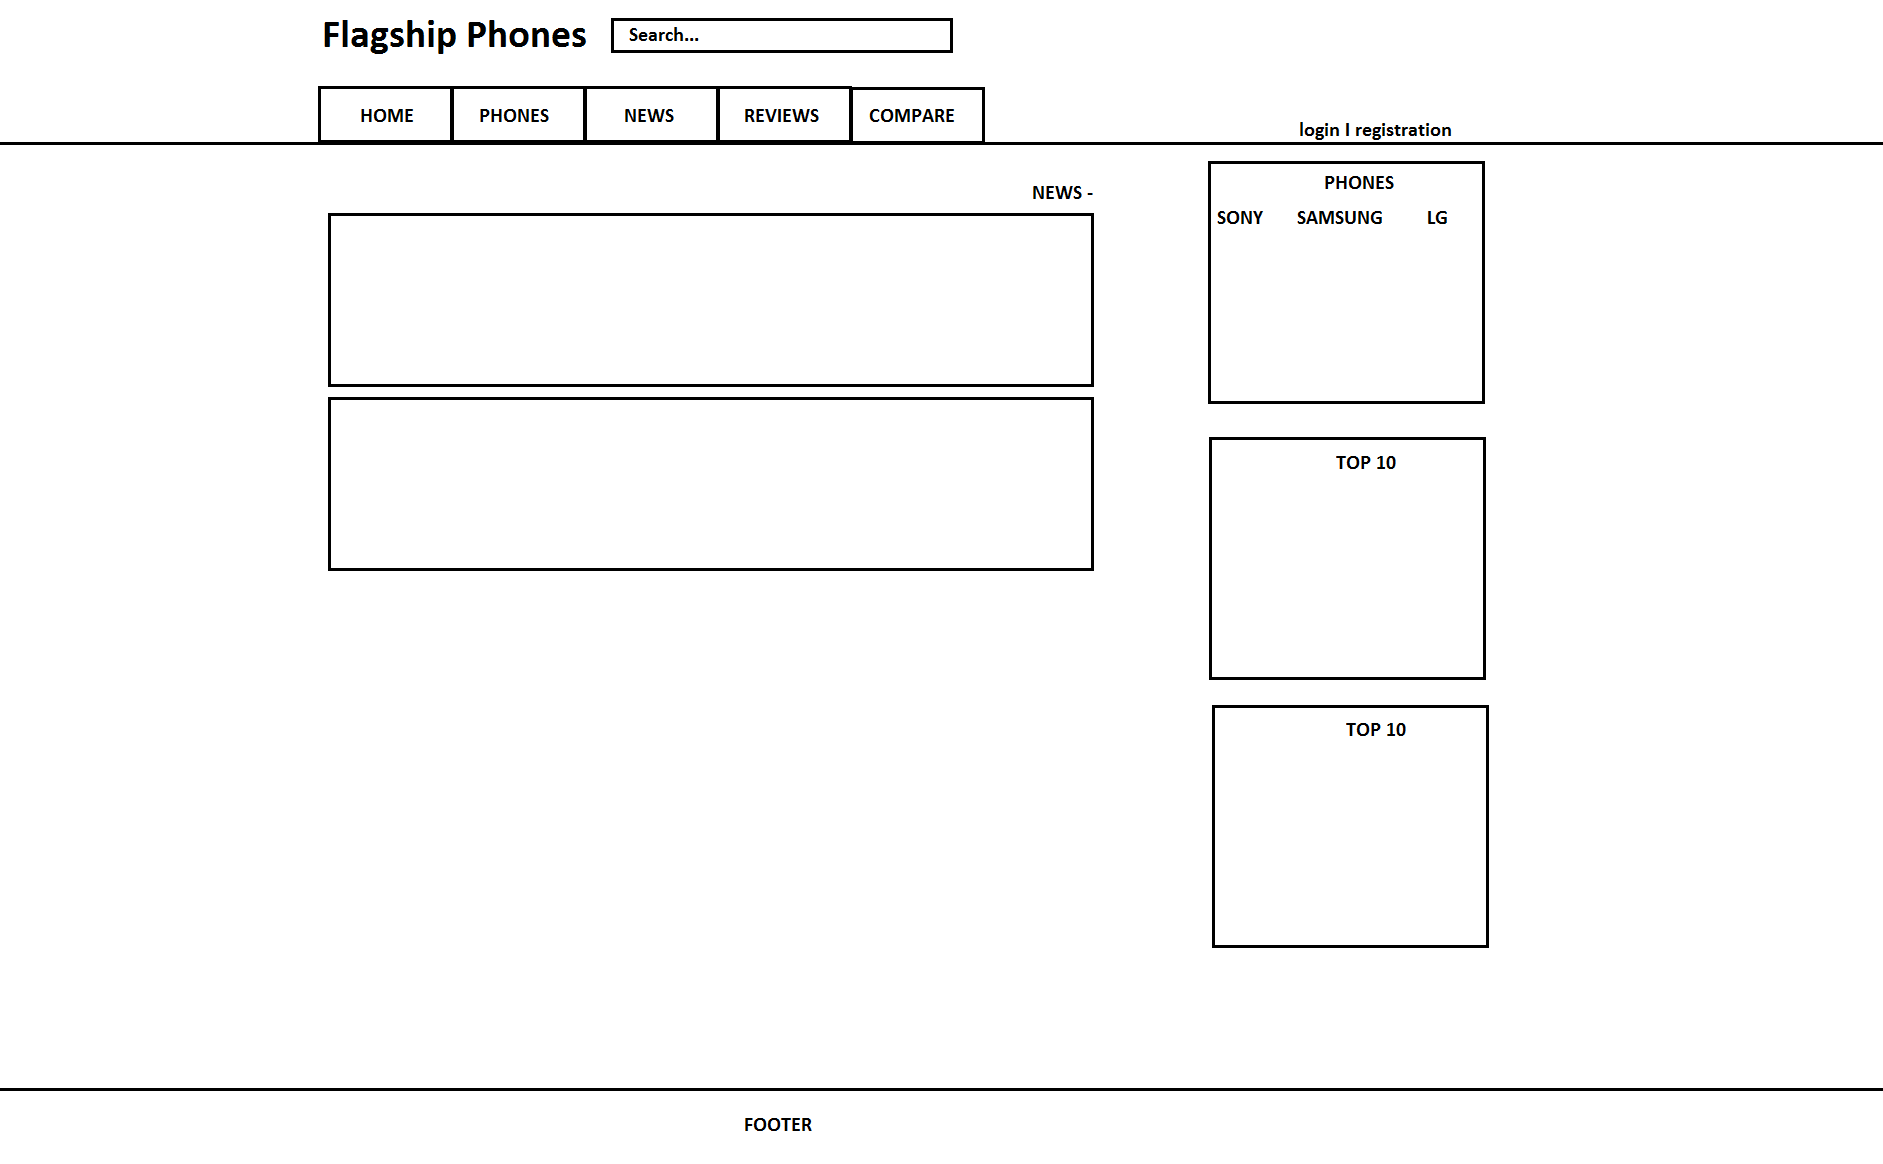 Flagship Phones
Search...
HOME PHONES NEWS REVIEWS COMPARE
login I registration
NEWS -
PHONES
SONY SAMSUNG LG
TOP 10
TOP 10
FOOTER